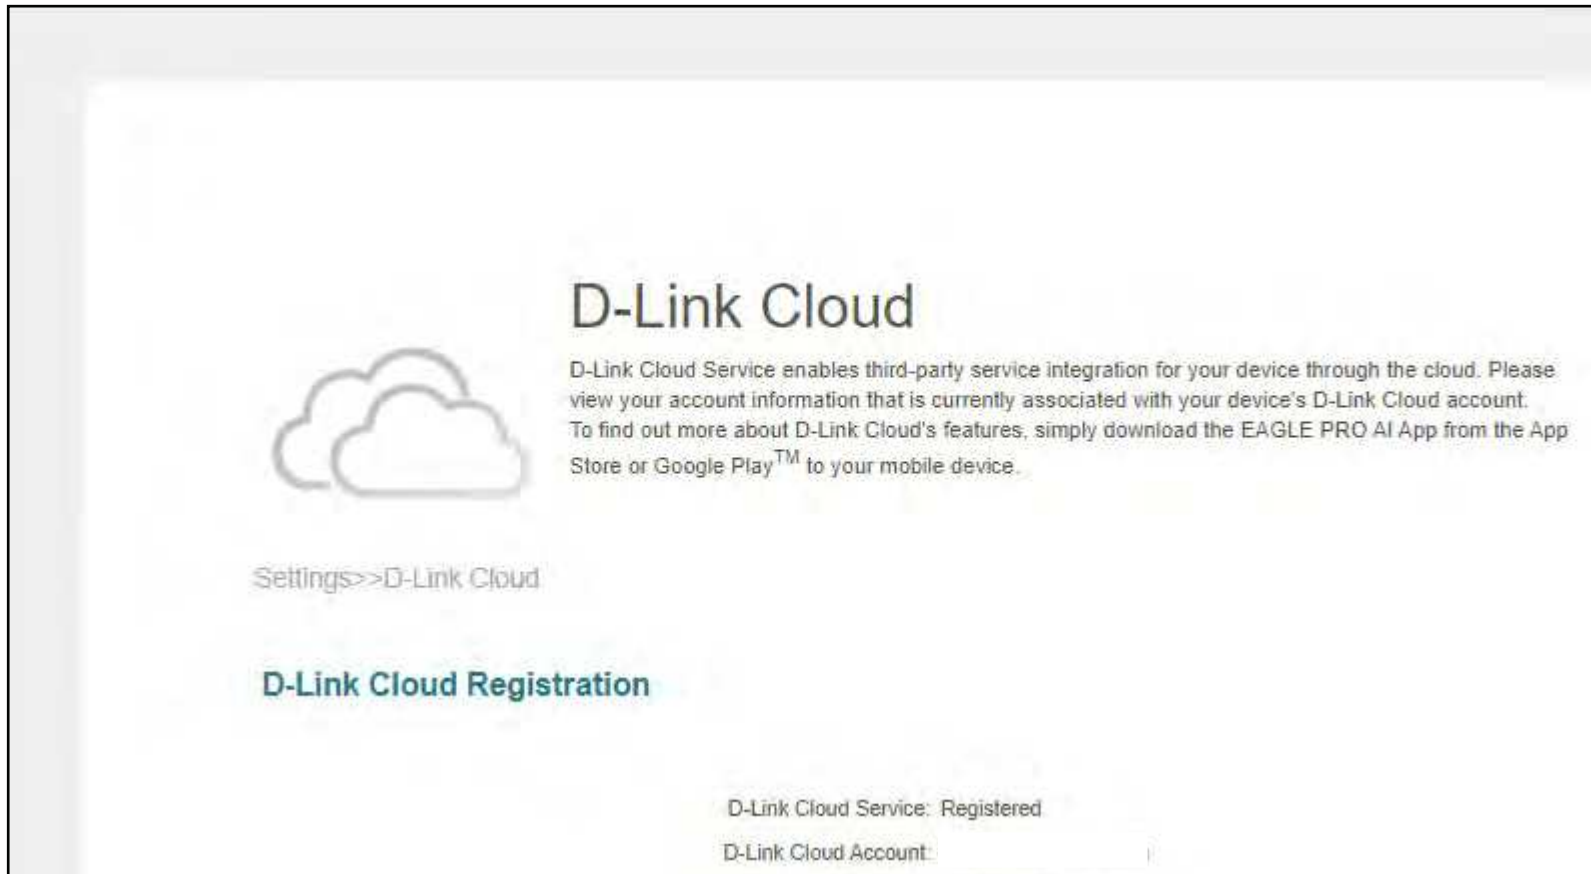 D-Link Cloud
D-Link Cloud Service enables third-party service integration for your device through the cloud. Please
view your account information that is currently associated with your device's D-Link Cloud account.
To find out more about D-Link Cloud's features, simply download the EAGLE PRO AI App from the App
Store or Google Play™ to your mobile device.
Settings>>D-Link Cloud
D-Link Cloud Registration
D-Link Cloud Service: Registered
D-Link Cloud Account: